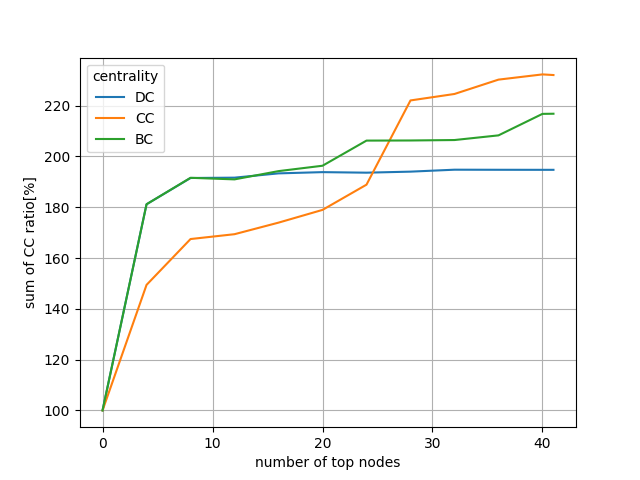 centrality
DC
CC
BC
sum of CC ratio[%]
220
200
180
160
140
120
100
0 10 20 30 40
number of top nodes